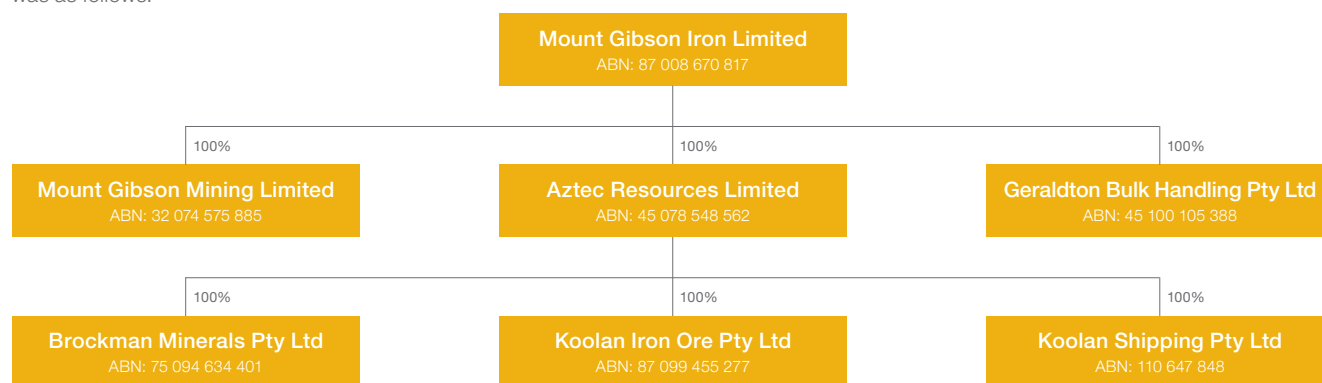 was as follows:
Mount Gibson Iron Limited
ABN: 87 008 670 817
100%
100%
100%
Mount Gibson Mining Limited
ABN: 32 074 575 885
Aztec Resources Limited
ABN: 45 078 548 562
Geraldton Bulk Handling Pty Ltd
ABN: 45 100 105 388
100%
100%
100%
Brockman Minerals Pty Ltd
ABN: 75 094 634 401
Koolan Iron Ore Pty Ltd
ABN: 87 099 455 277
Koolan Shipping Pty Ltd
ABN: 110 647 848